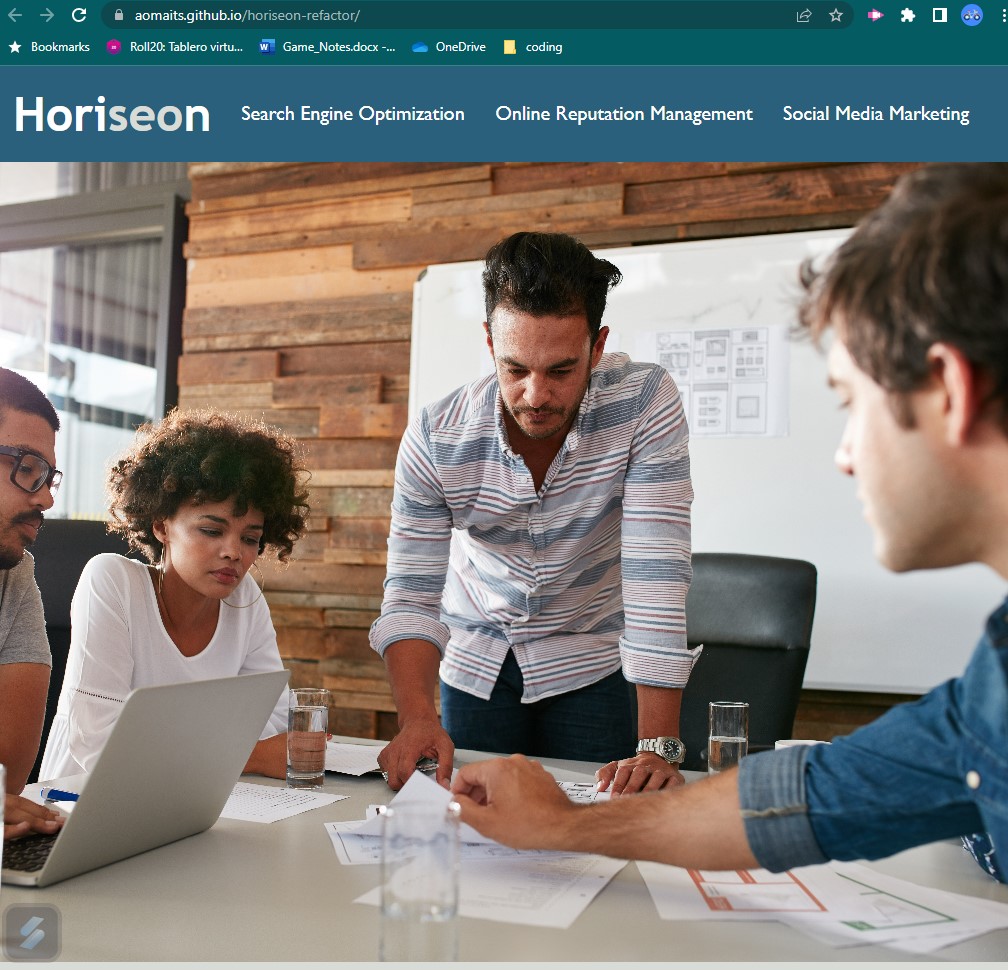 aomaits.github.io/horiseon-refactor/
Bookmarks Roll20: Tablero virtu... Game_Notes.docx -... OneDrive coding
Horiseon Search Engine Optimization Online Reputation Management Social Media Marketing